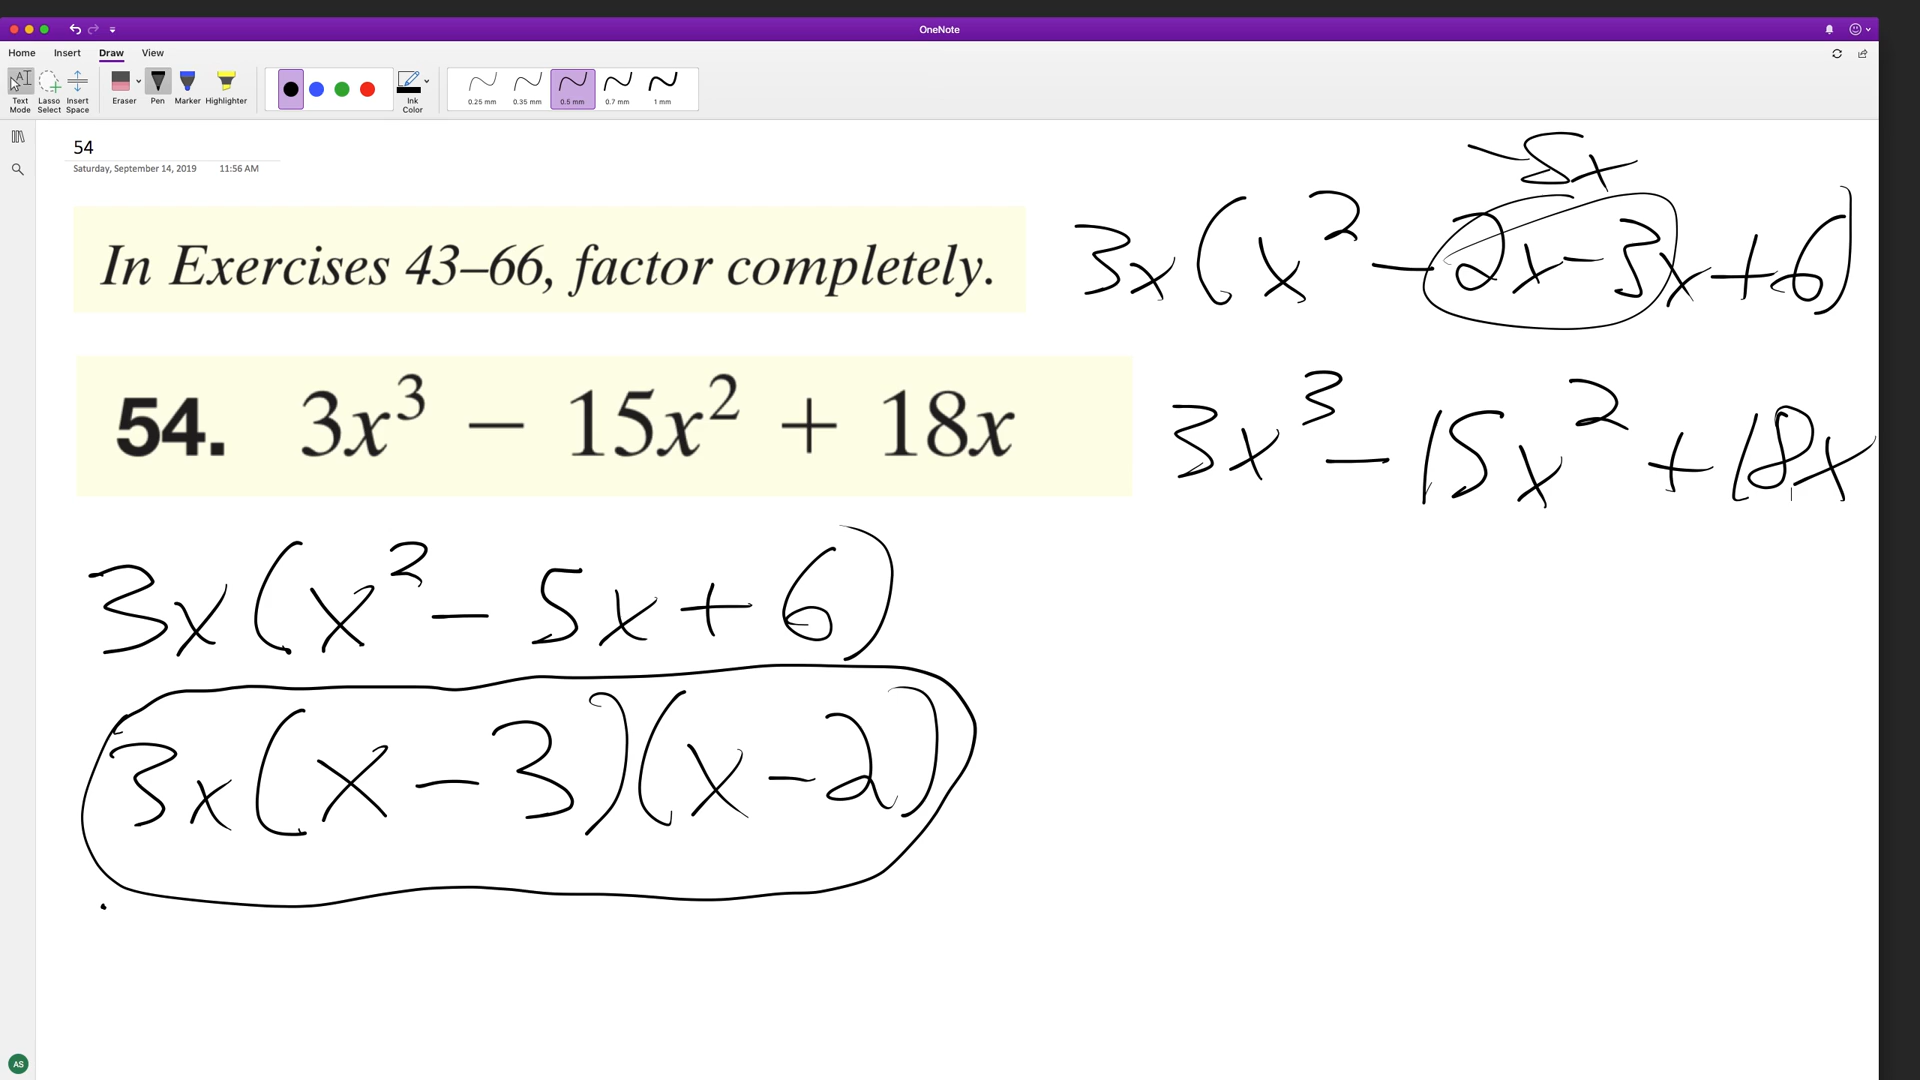 OneNote
Home Insert Draw View
Text Mode Lasso Select Insert Space Eraser Pen Marker Highlighter Ink Color 0.25 mm 0.35 mm 0.5 mm 0.7 mm 1 mm
54
Saturday, September 14, 2019 11:56 AM
In Exercises 43–66, factor completely.
54. 3x³ − 15x² + 18x
3x(x² − 5x + 6)
3x(x − 3)(x − 2)
−5x
3x(x² − 2x − 3x + 6)
3x³ − 15x² + 18x
AS